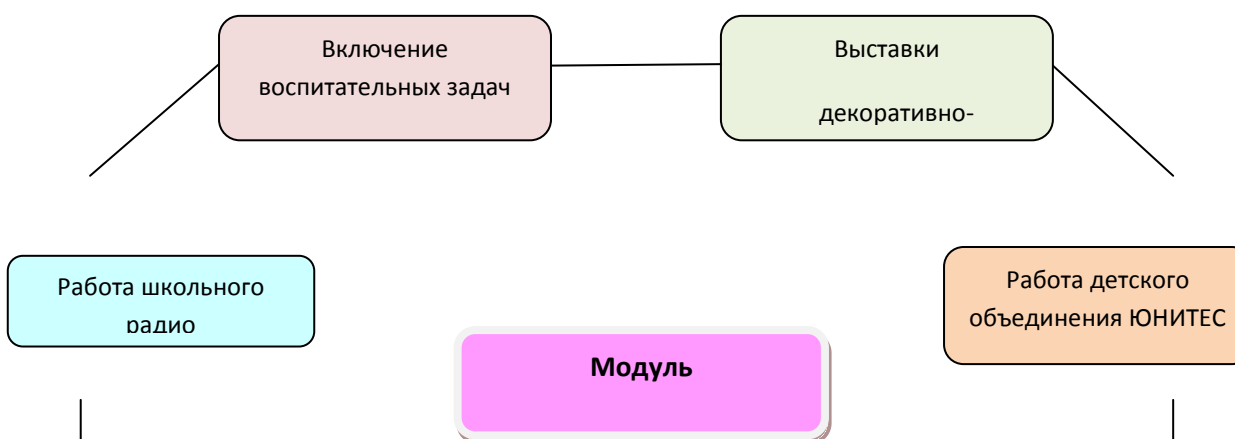 Включение
воспитательных задач
Выставки
декоративно-
Работа школьного
радио
Работа детского
объединения ЮНИТЕС
Модуль